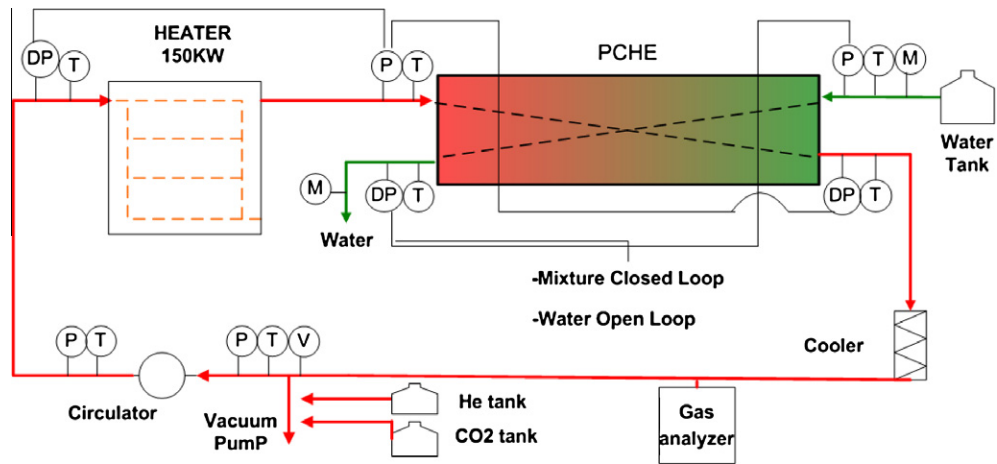 HEATER
150KW
PCHE
DP
T
P
T
P
T
M
Water
Tank
M
DP
T
DP
T
Water
-Mixture Closed Loop
-Water Open Loop
Cooler
P
T
P
T
V
Circulator
Vacuum
PumP
He tank
CO2 tank
Gas
analyzer